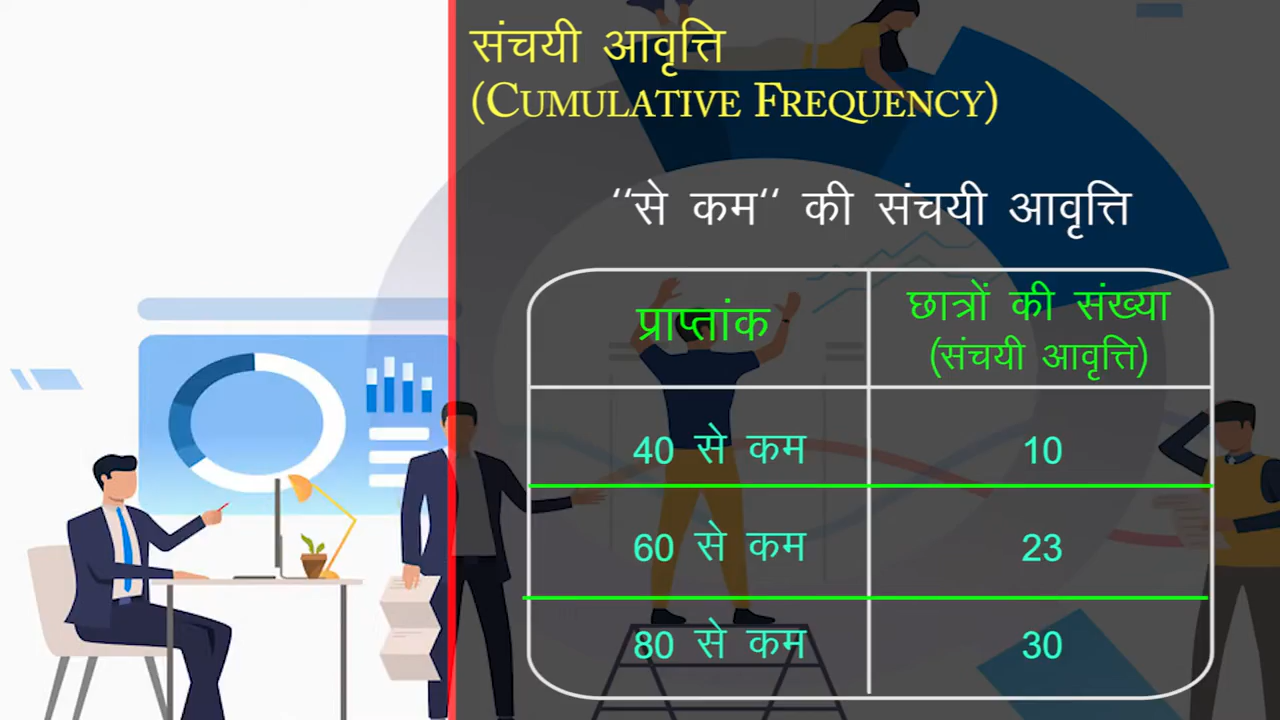 संचयी आवृत्ति
(CUMULATIVE FREQUENCY)
‘‘से कम‘‘ की संचयी आवृत्ति
प्राप्तांक
छात्रों की संख्या
(संचयी आवृत्ति)
40 से कम 10
60 से कम 23
80 से कम 30